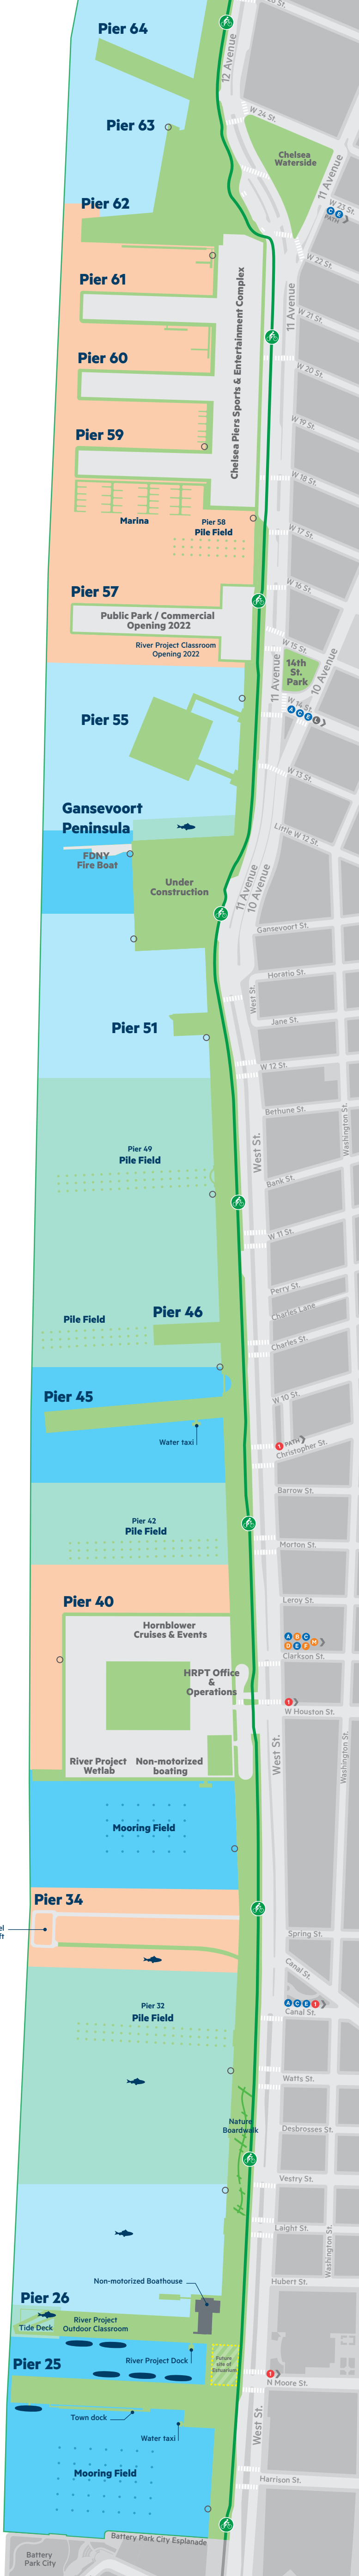 Pier 64
12 Avenue
Pier 63
W 24 St.
Chelsea
Waterside
11 Avenue
W 23 St.
C E
PATH
Pier 62
W 22 St.
Pier 61
11 Avenue
W 21 St.
Chelsea Piers Sports & Entertainment Complex
Pier 60
W 20 St.
W 19 St.
Pier 59
W 18 St.
Marina
Pier 58
Pile Field
W 17 St.
Pier 57
W 16 St.
Public Park / Commercial
Opening 2022
River Project Classroom
Opening 2022
W 15 St.
14th
St.
Park
10 Avenue
11 Avenue
W 14 St.
A C E L
Pier 55
W 13 St.
Gansevoort
Peninsula
Little W 12 St.
FDNY
Fire Boat
Under
Construction
11 Avenue
10 Avenue
Gansevoort St.
Horatio St.
West St.
Pier 51
Jane St.
W 12 St.
Bethune St.
Washington St.
West St.
Pier 49
Pile Field
Bank St.
W 11 St.
Perry St.
Charles Lane
Pier 46
Pile Field
Charles St.
Pier 45
W 10 St.
Water taxi
1 PATH
Christopher St.
Barrow St.
Pier 42
Pile Field
Morton St.
Pier 40
Leroy St.
Hornblower
Cruises & Events
A B C
D E F M
Clarkson St.
HRPT Office
&
Operations
1
W Houston St.
River Project
Wetlab
Non-motorized
boating
West St.
Washington St.
Mooring Field
Pier 34
el
ft
Spring St.
Canal St.
Pier 32
Pile Field
A C E 1
Canal St.
Watts St.
Nature
Boardwalk
Desbrosses St.
Vestry St.
Laight St.
Washington St.
Non-motorized Boathouse
Hubert St.
Pier 26
Tide Deck
River Project
Outdoor Classroom
River Project Dock
Future
site of
Estuarium
Pier 25
1
N Moore St.
Town dock
Water taxi
West St.
Mooring Field
Harrison St.
Battery Park City Esplanade
Battery
Park City